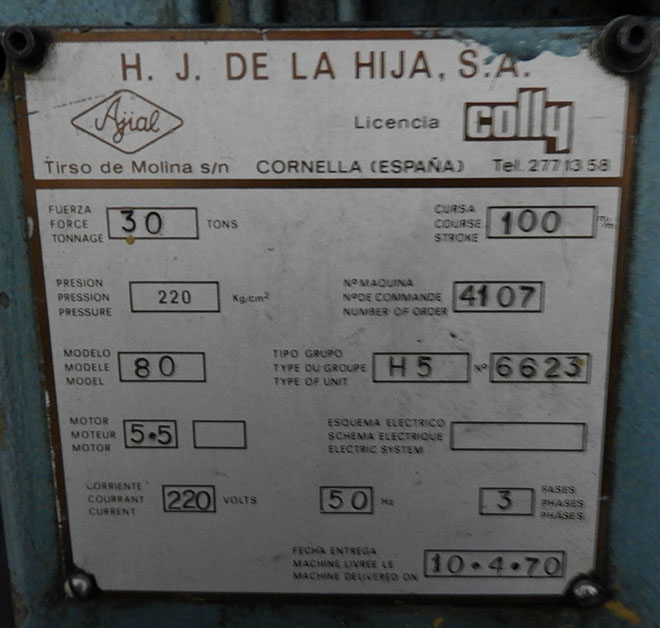 H. J. DE LA HIJA, S.A.
Ajial Licencia colly
Tirso de Molina s/n CORNELLA (ESPAÑA) Tel. 277 13 58
FUERZA
FORCE
TONNAGE 30 TONS
CURSA
COURSE
STROKE 100 m/m
PRESION
PRESSION
PRESSURE 220 Kg/cm²
Nº MAQUINA
Nº DE COMMANDE
NUMBER OF ORDER 4107
MODELO
MODELE
MODEL 80
TIPO GRUPO
TYPE DU GROUPE
TYPE OF UNIT H5 Nº 6623
MOTOR
MOTEUR
MOTOR 5.5
ESQUEMA ELECTRICO
SCHEMA ELECTRIQUE
ELECTRIC SYSTEM
CORRIENTE
COURRANT
CURRENT 220 VOLTS 50 Hz 3 FASES
PHASES
PHASES
FECHA ENTREGA
MACHINE LIVRÉE LE
MACHINE DELIVERED ON 10.4.70